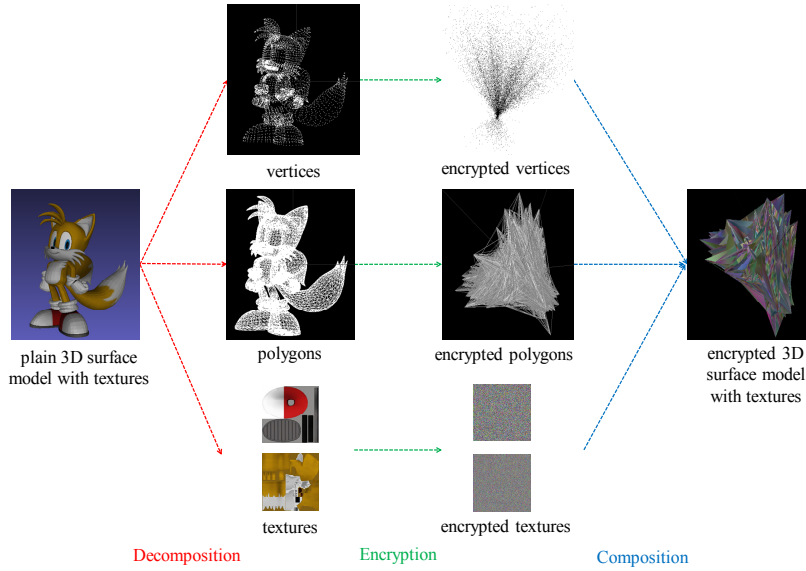 vertices
encrypted vertices
plain 3D surface
model with textures
polygons
encrypted polygons
encrypted 3D
surface model
with textures
textures
encrypted textures
Decomposition
Encryption
Composition